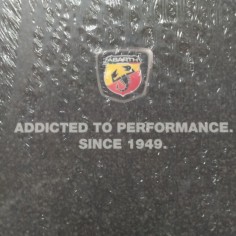 ABARTH
ADDICTED TO PERFORMANCE.
SINCE 1949.